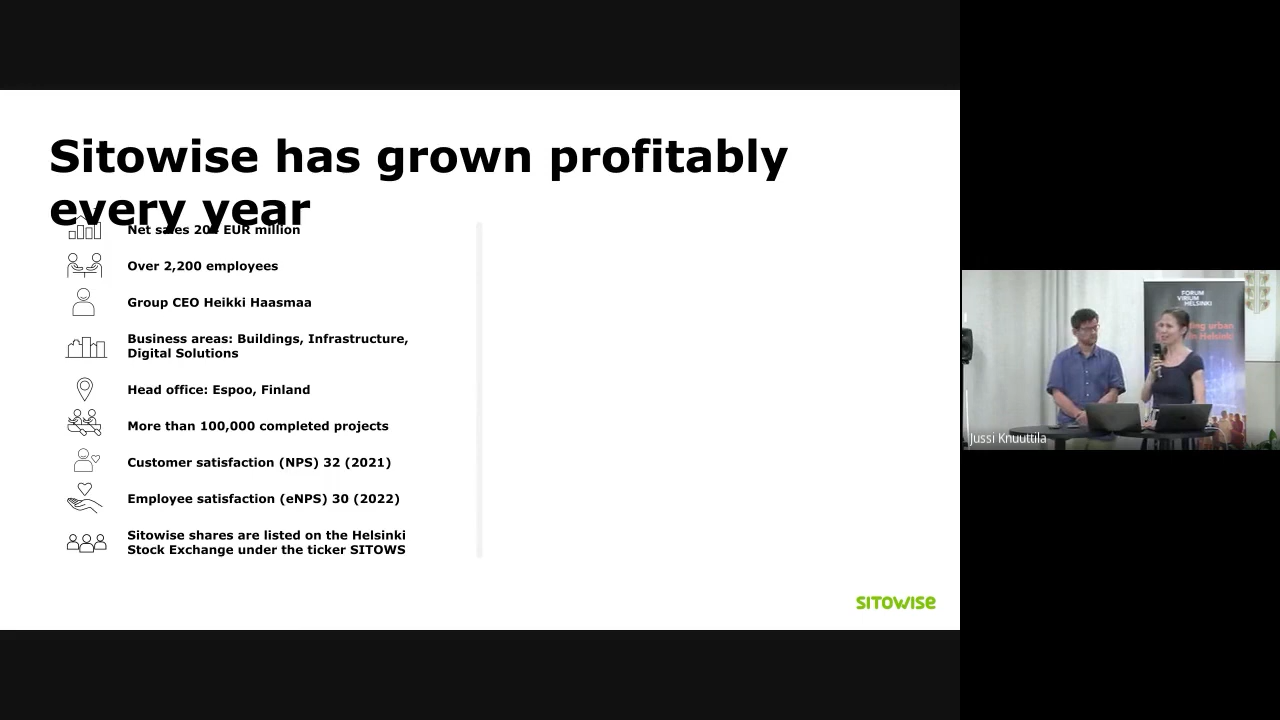 Sitowise has grown profitably
every year
Net sales EUR million
Over 2,200 employees
Group CEO Heikki Haasmaa
Business areas: Buildings, Infrastructure,
Digital Solutions
Head office: Espoo, Finland
More than 100,000 completed projects
Customer satisfaction (NPS) 32 (2021)
Employee satisfaction (eNPS) 30 (2022)
Sitowise shares are listed on the Helsinki
Stock Exchange under the ticker SITOWS
SITOWISE
FORUM
VIRIUM
HELSINKI
urban
Helsinki
Jussi Knuuttila